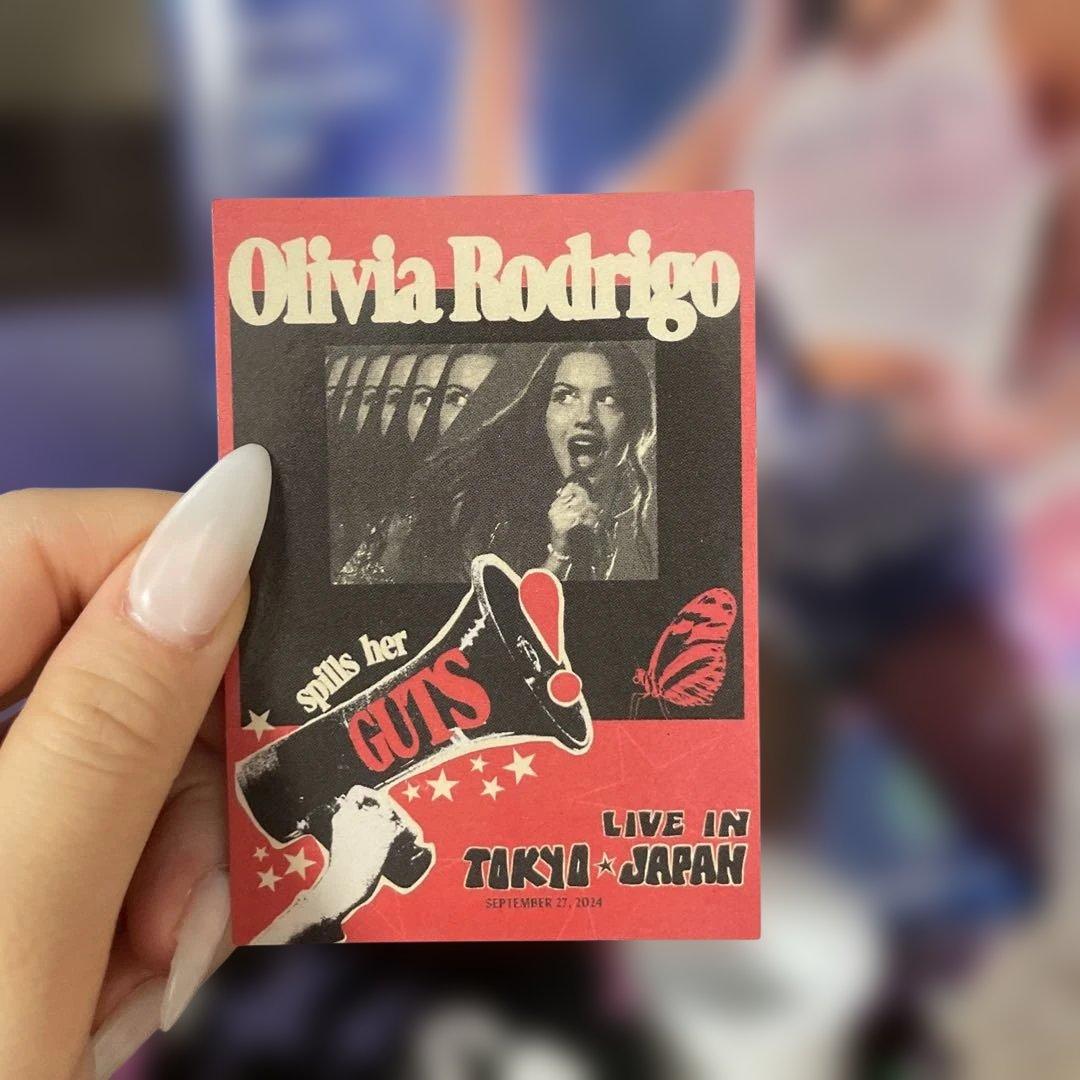 Olivia Rodrigo
spills her
GUTS
LIVE IN
TOKYO ★ JAPAN
SEPTEMBER 27, 2024